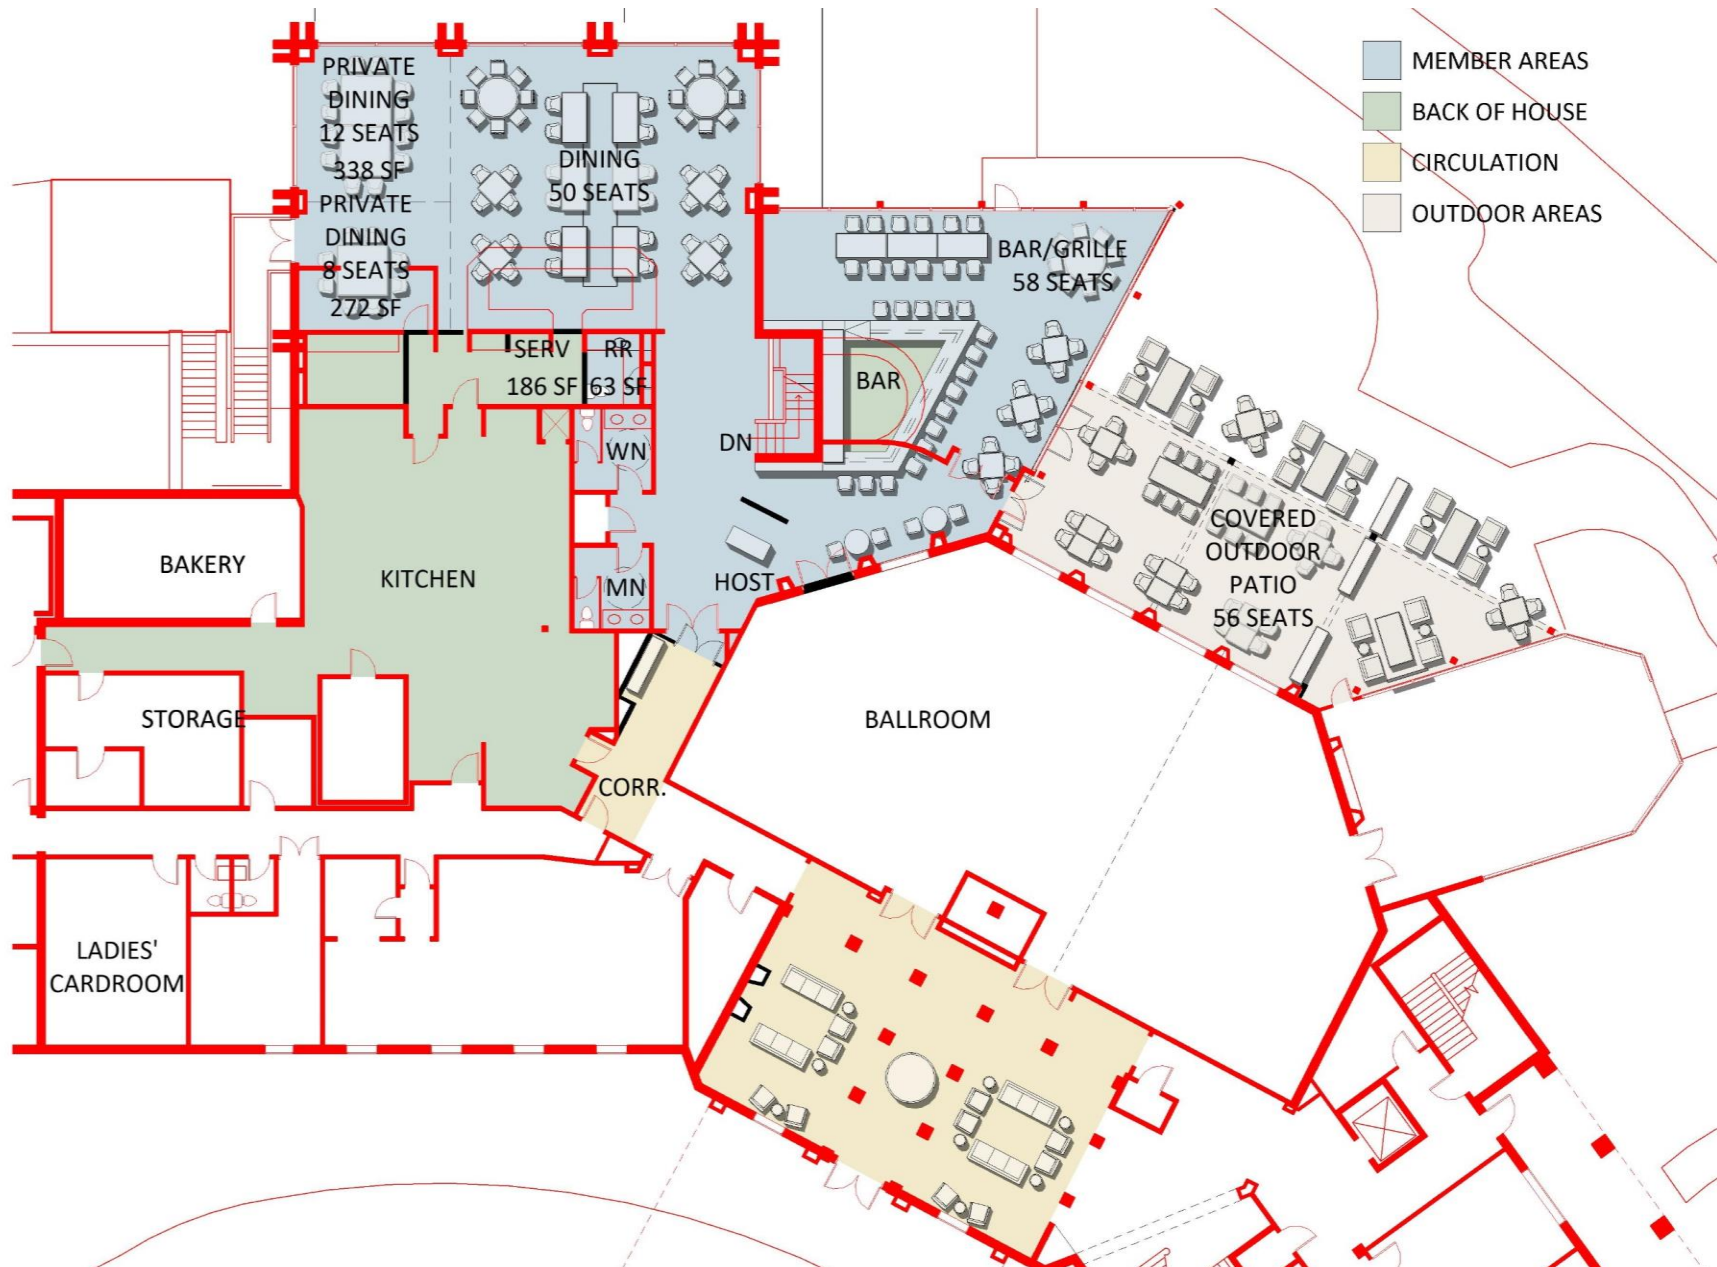 PRIVATE
DINING
12 SEATS
338 SF
PRIVATE
DINING
8 SEATS
272 SF
DINING
50 SEATS
BAR/GRILLE
58 SEATS
MEMBER AREAS
BACK OF HOUSE
CIRCULATION
OUTDOOR AREAS
SERV
186 SF
RR
63 SF
BAR
DN
WN
MN
HOST
COVERED
OUTDOOR
PATIO
56 SEATS
BAKERY
KITCHEN
STORAGE
CORR.
BALLROOM
LADIES'
CARDROOM